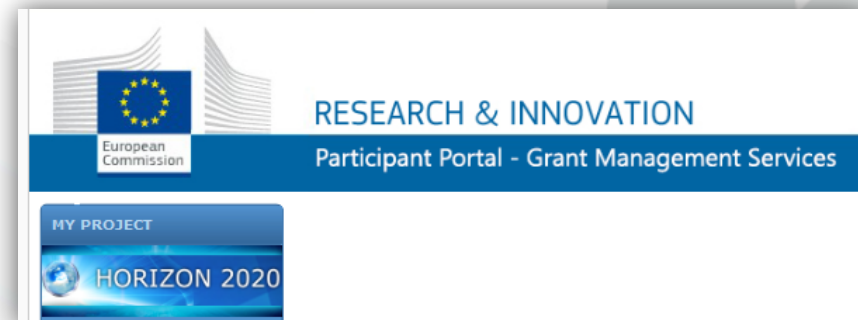 European
Commission
RESEARCH & INNOVATION
Participant Portal - Grant Management Services
MY PROJECT
HORIZON 2020